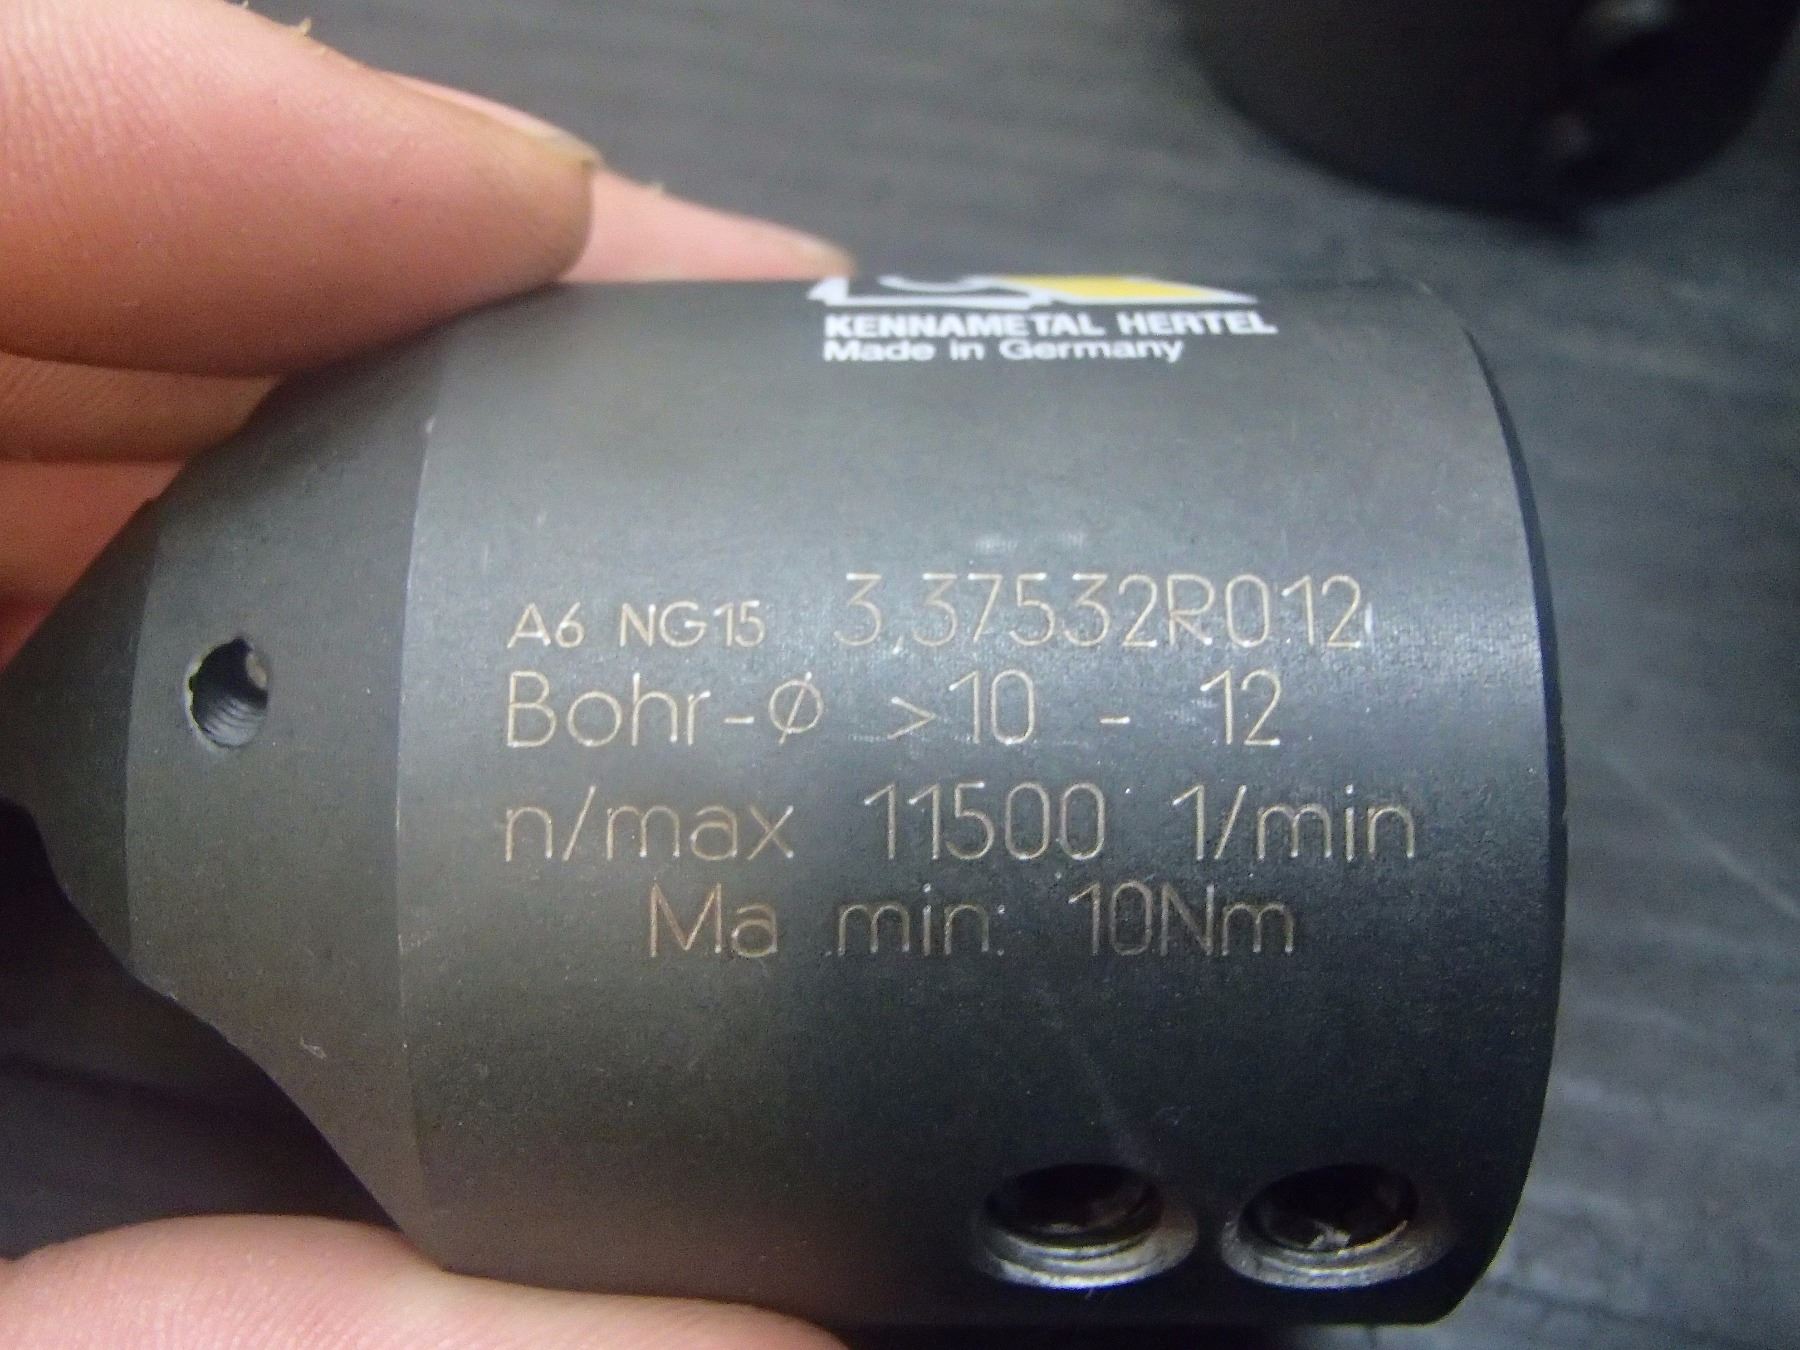 KENNAMETAL HERTEL
Made in Germany
A6 NG15 3.37532R012
Bohr-Ø >10 - 12
n/max 11500 1/min
Ma min: 10Nm